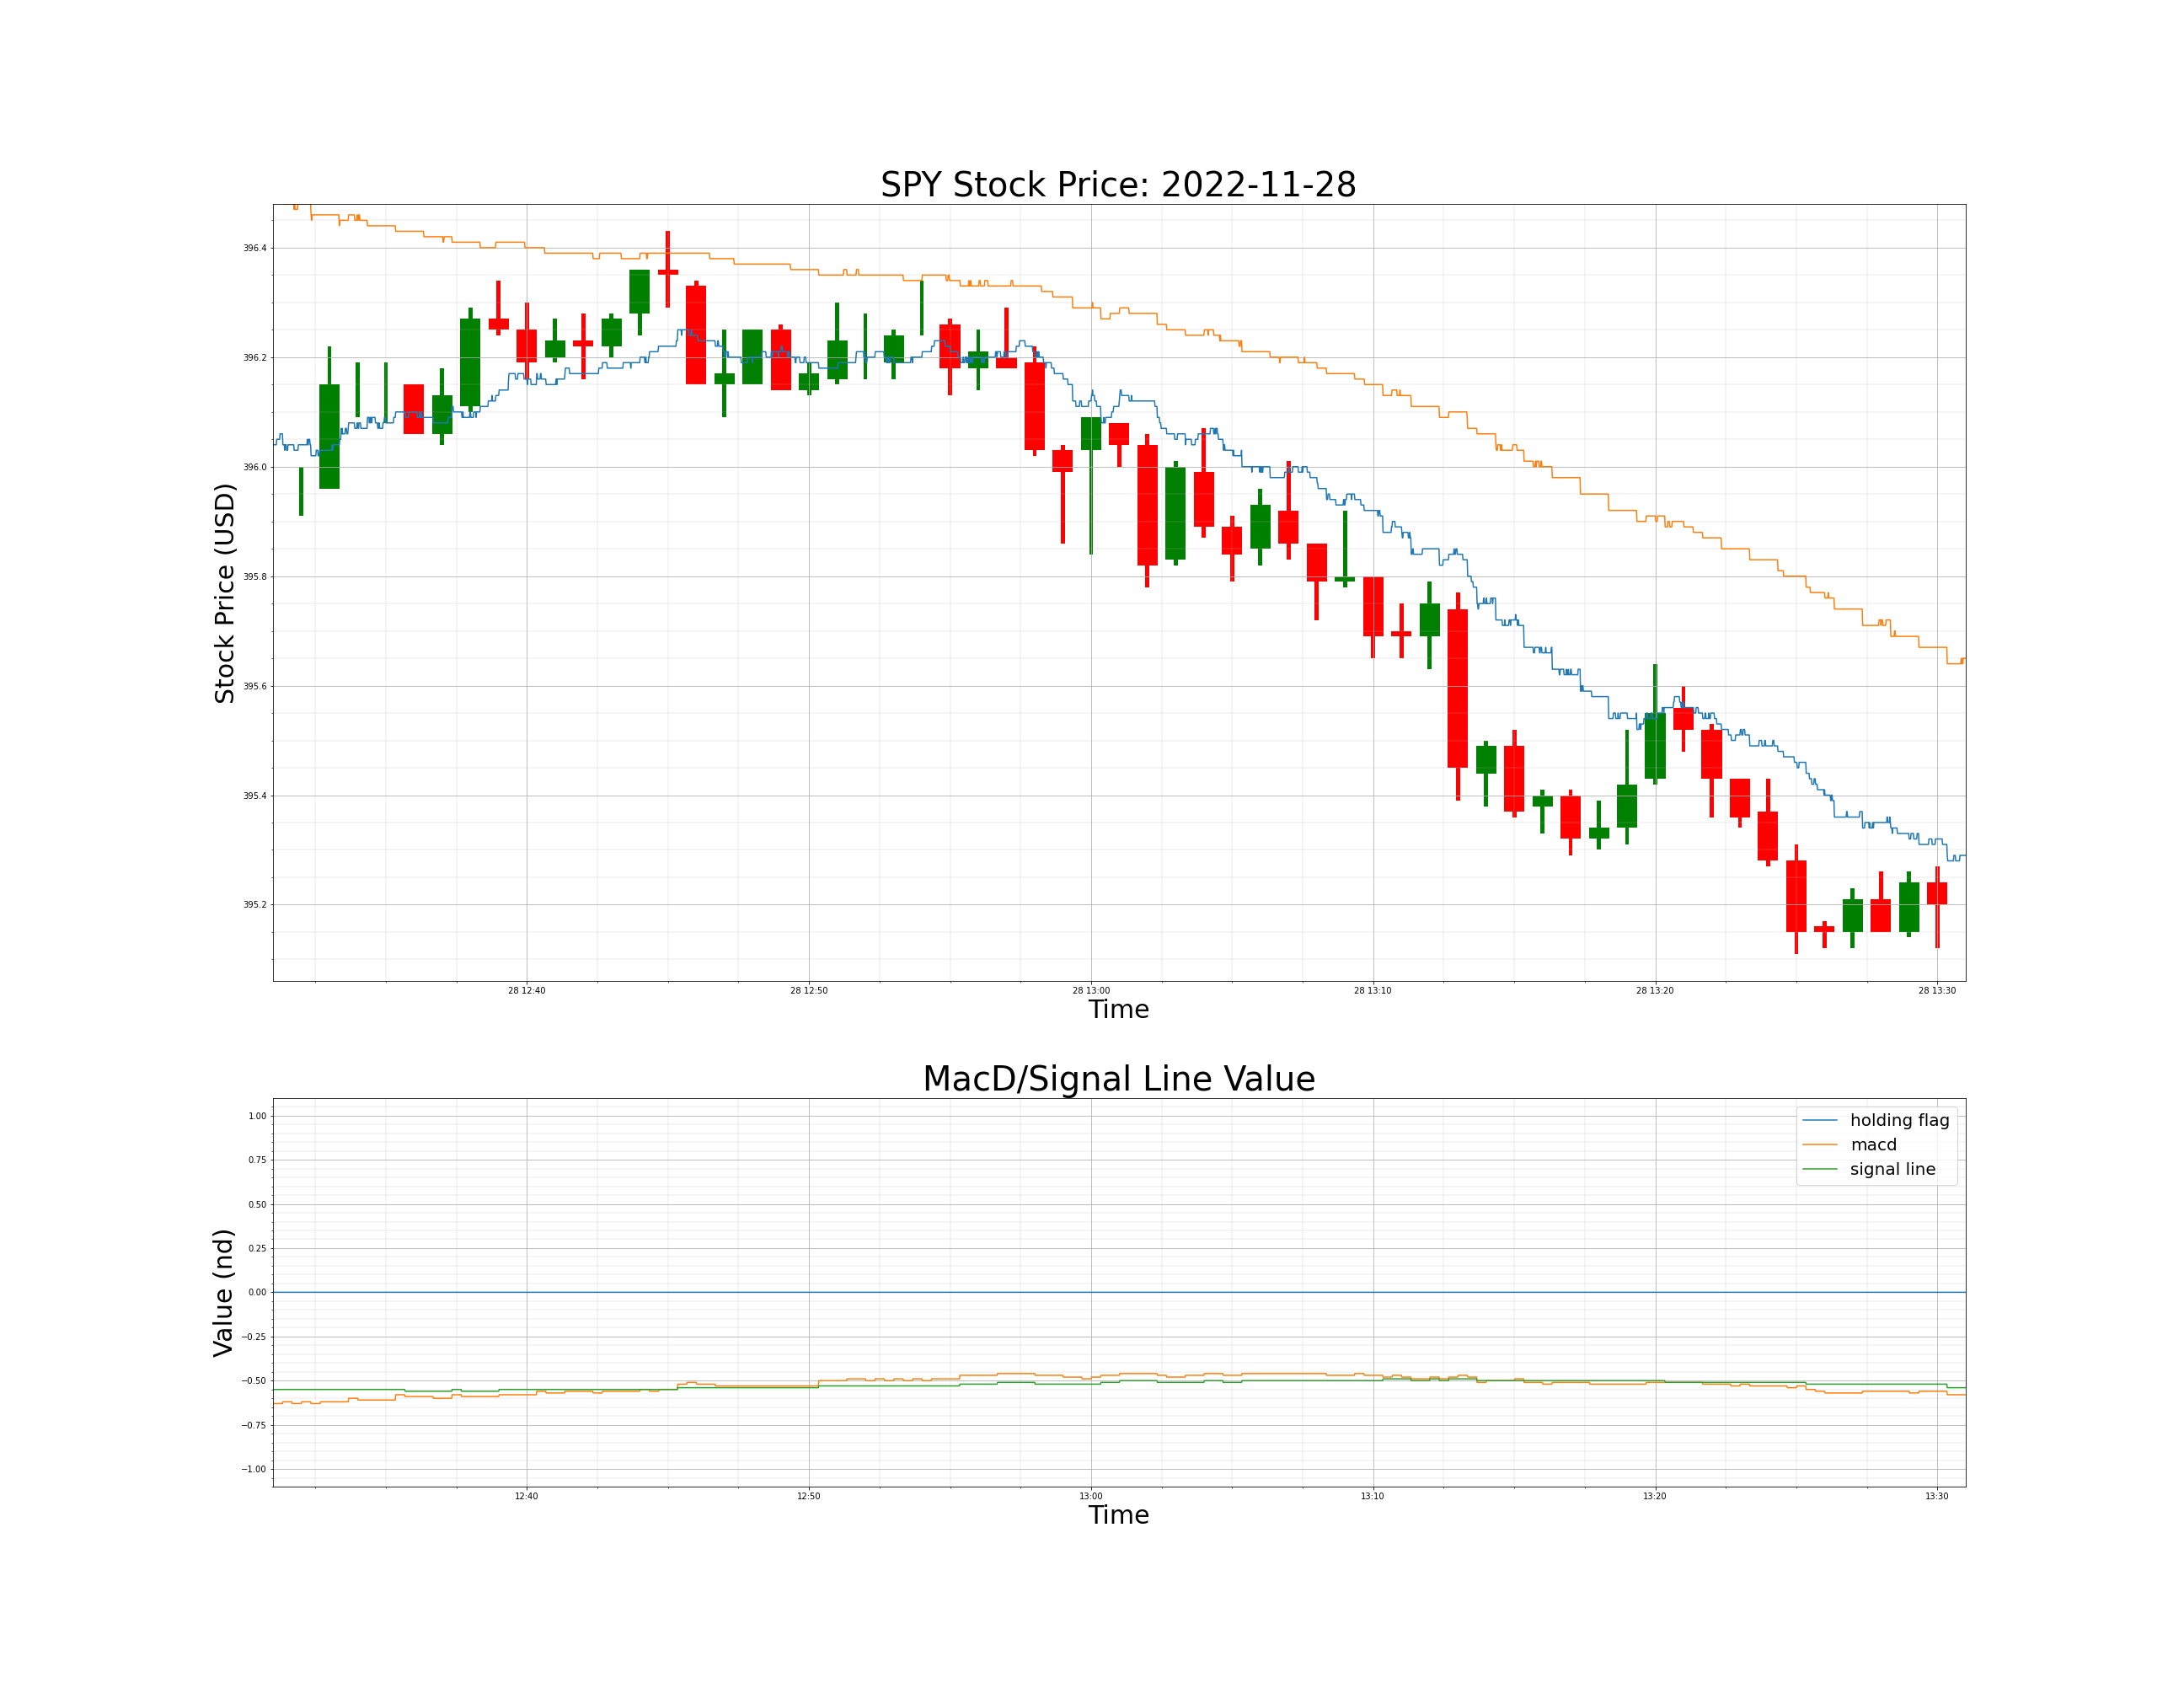 SPY Stock Price: 2022-11-28
396.4
396.2
396.0
395.8
395.6
395.4
395.2
Stock Price (USD)
28 12:40 28 12:50 28 13:00 28 13:10 28 13:20 28 13:30
Time
MacD/Signal Line Value
1.00
0.75
0.50
0.25
0.00
−0.25
−0.50
−0.75
−1.00
Value (nd)
holding flag
macd
signal line
12:40 12:50 13:00 13:10 13:20 13:30
Time